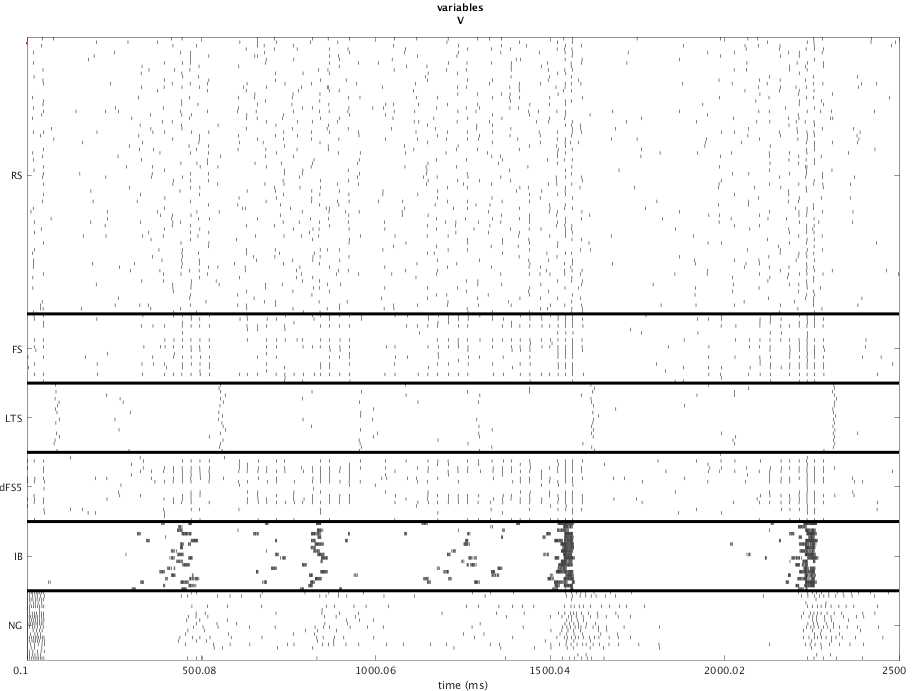 variables
V
RS
FS
LTS
dFS5
IB
NG
0.1
500.08
1000.06
1500.04
2000.02
2500
time (ms)